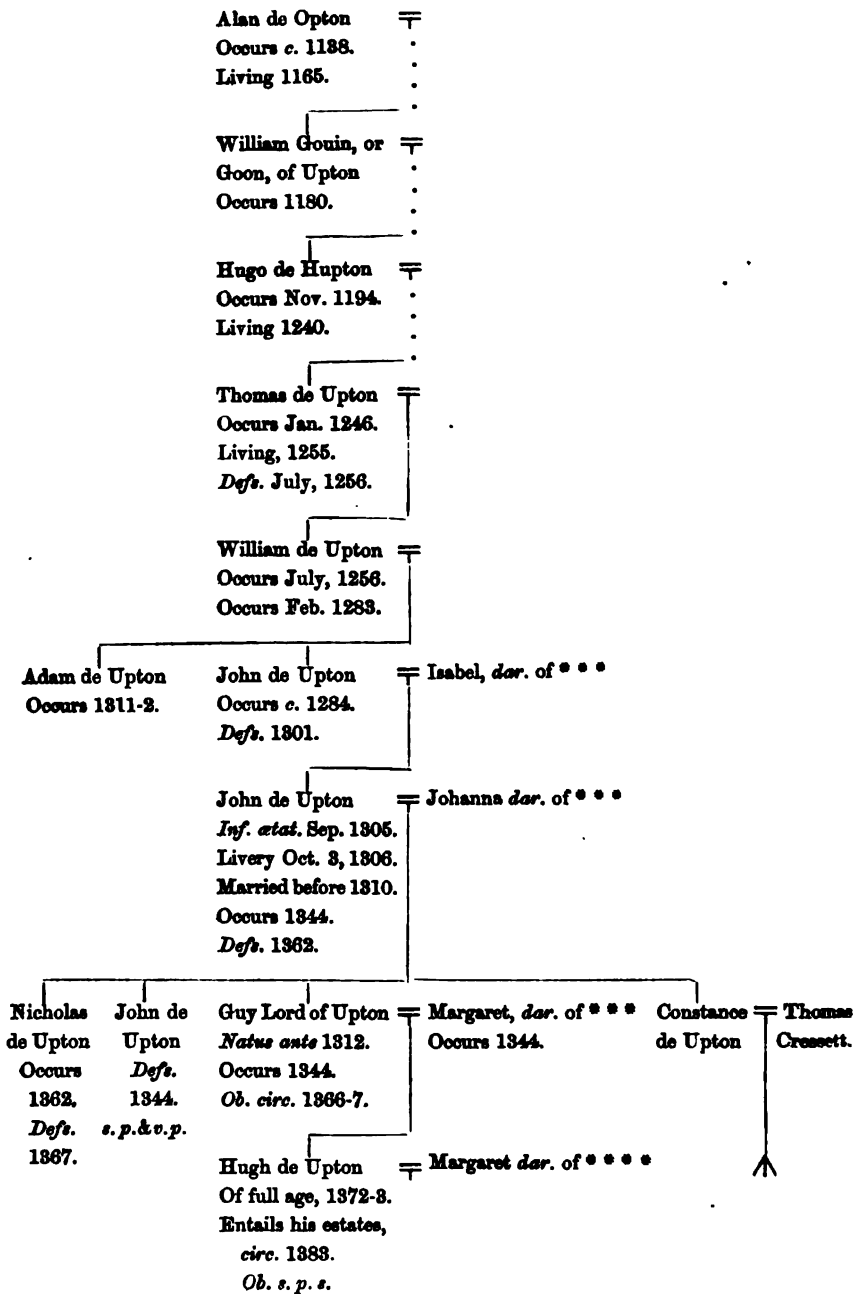 Alan de Opton
Occurs c. 1138.
Living 1165.
William Gouin, or
Goon, of Upton
Occurs 1180.
Hugo de Hupton
Occurs Nov. 1194.
Living 1240.
Thomas de Upton
Occurs Jan. 1246.
Living, 1255.
Defs. July, 1256.
William de Upton
Occurs July, 1256.
Occurs Feb. 1283.
Adam de Upton
Occurs 1311-2.
John de Upton
Occurs c. 1284.
Defs. 1301.
Isabel, dar. of * * *
John de Upton
Inf. ætat. Sep. 1305.
Livery Oct. 3, 1306.
Married before 1310.
Occurs 1344.
Defs. 1362.
Johanna dar. of * * *
Nicholas
de Upton
Occurs
1362.
Defs.
1367.
John de
Upton
Defs.
1344.
s.p.&v.p.
Guy Lord of Upton
Natus ante 1312.
Occurs 1344.
Ob. circ. 1366-7.
Margaret, dar. of * * *
Occurs 1344.
Constance
de Upton
Thomas
Cressett.
Hugh de Upton
Of full age, 1372-3.
Entails his estates,
circ. 1383.
Ob. s. p. s.
Margaret dar. of * * * *